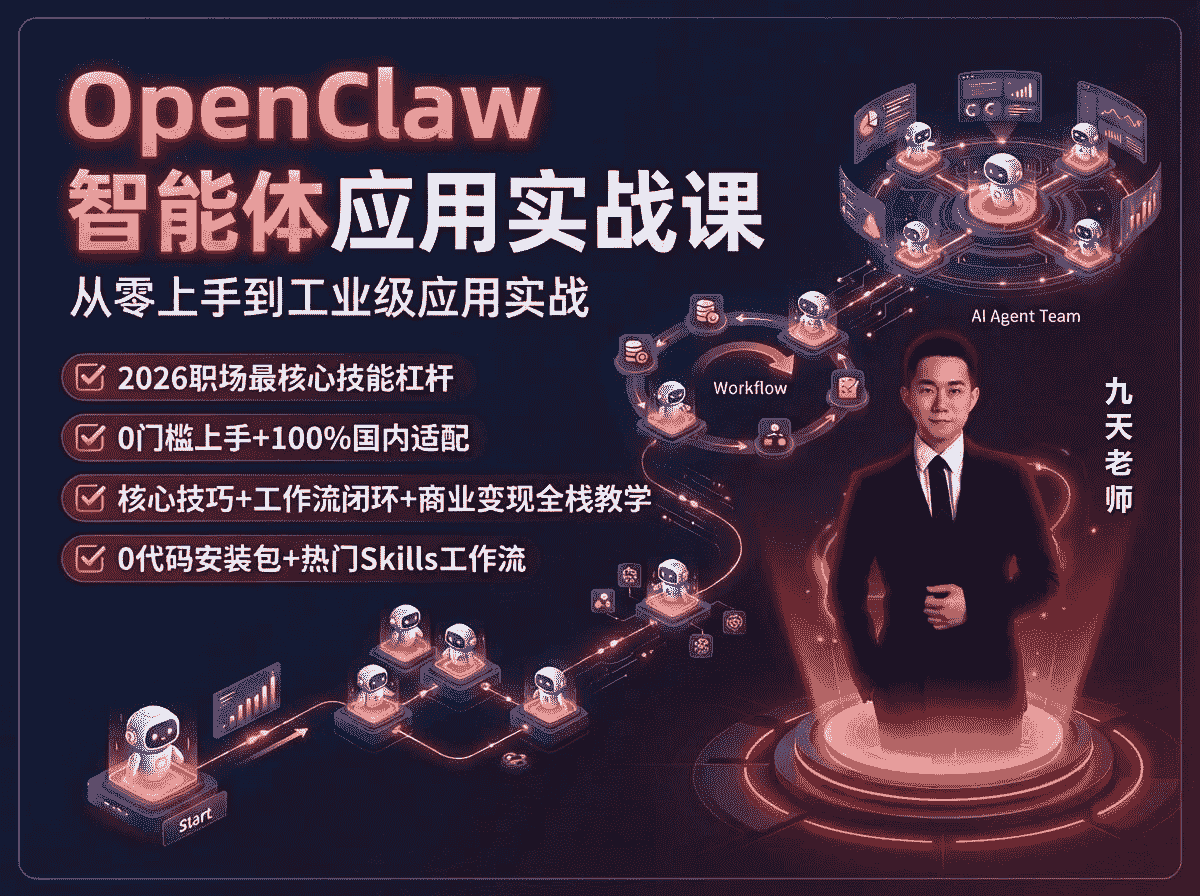 OpenClaw
智能体应用实战课
从零上手到工业级应用实战
2026职场最核心技能杠杆
0门槛上手+100%国内适配
核心技巧+工作流闭环+商业变现全栈教学
0代码安装包+热门Skills工作流
AI Agent Team
Workflow
九天老师
Start